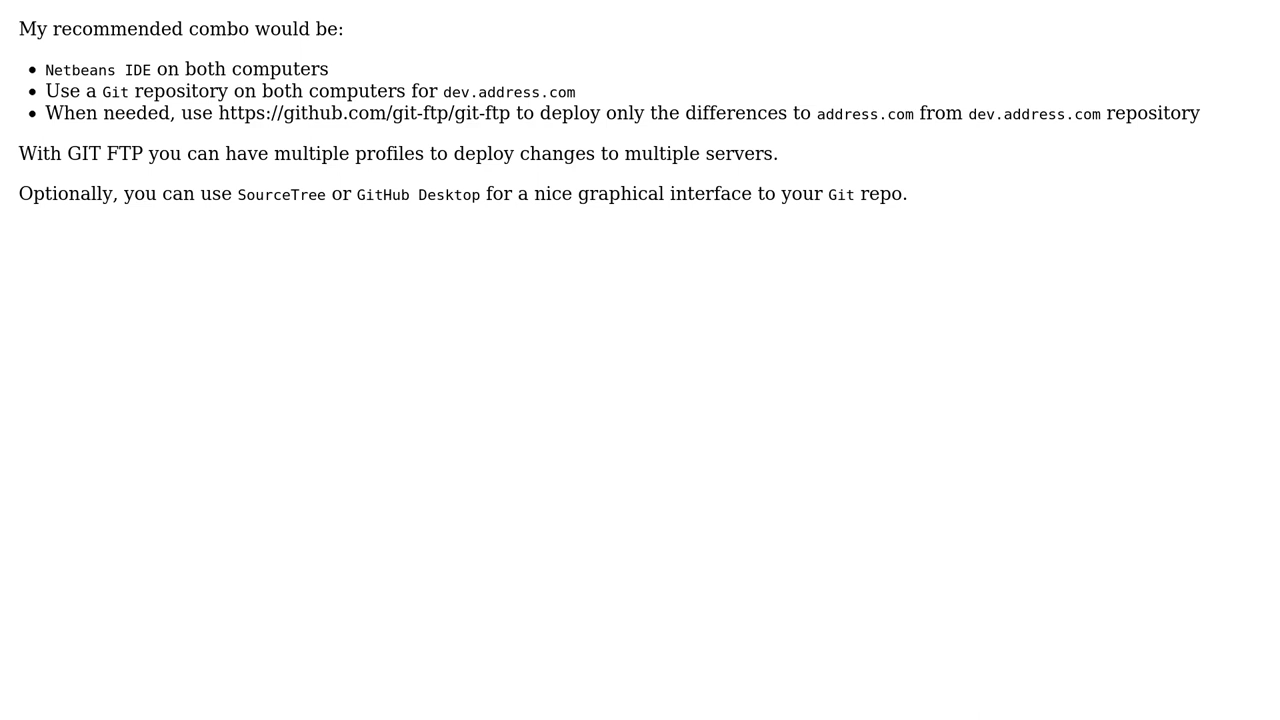 My recommended combo would be:
• Netbeans IDE on both computers
• Use a Git repository on both computers for dev.address.com
• When needed, use https://github.com/git-ftp/git-ftp to deploy only the differences to address.com from dev.address.com repository
With GIT FTP you can have multiple profiles to deploy changes to multiple servers.
Optionally, you can use SourceTree or GitHub Desktop for a nice graphical interface to your Git repo.